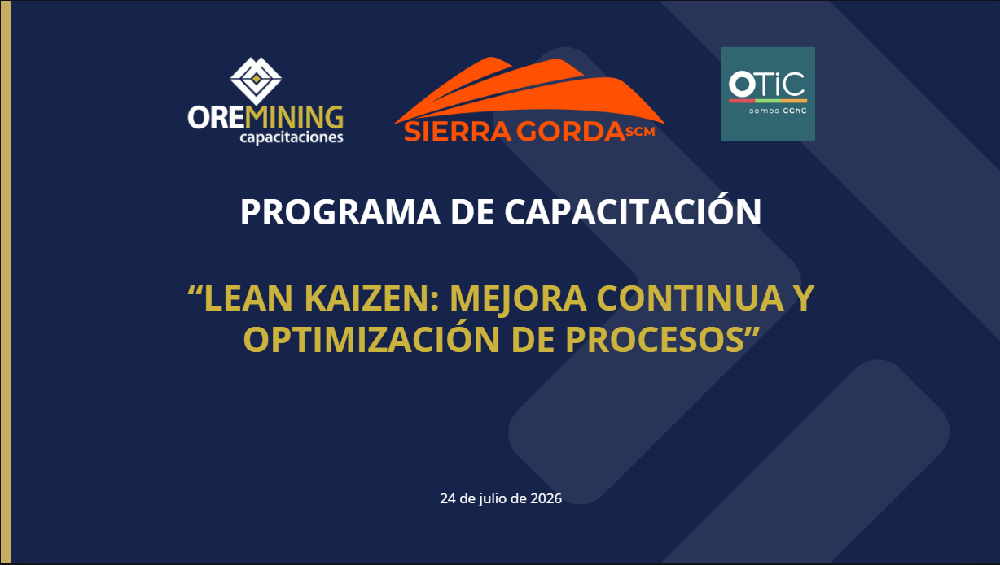 OREMINING
capacitaciones
SIERRA GORDA SCM
OTiC
somos CChC
PROGRAMA DE CAPACITACIÓN
“LEAN KAIZEN: MEJORA CONTINUA Y
OPTIMIZACIÓN DE PROCESOS”
24 de julio de 2026